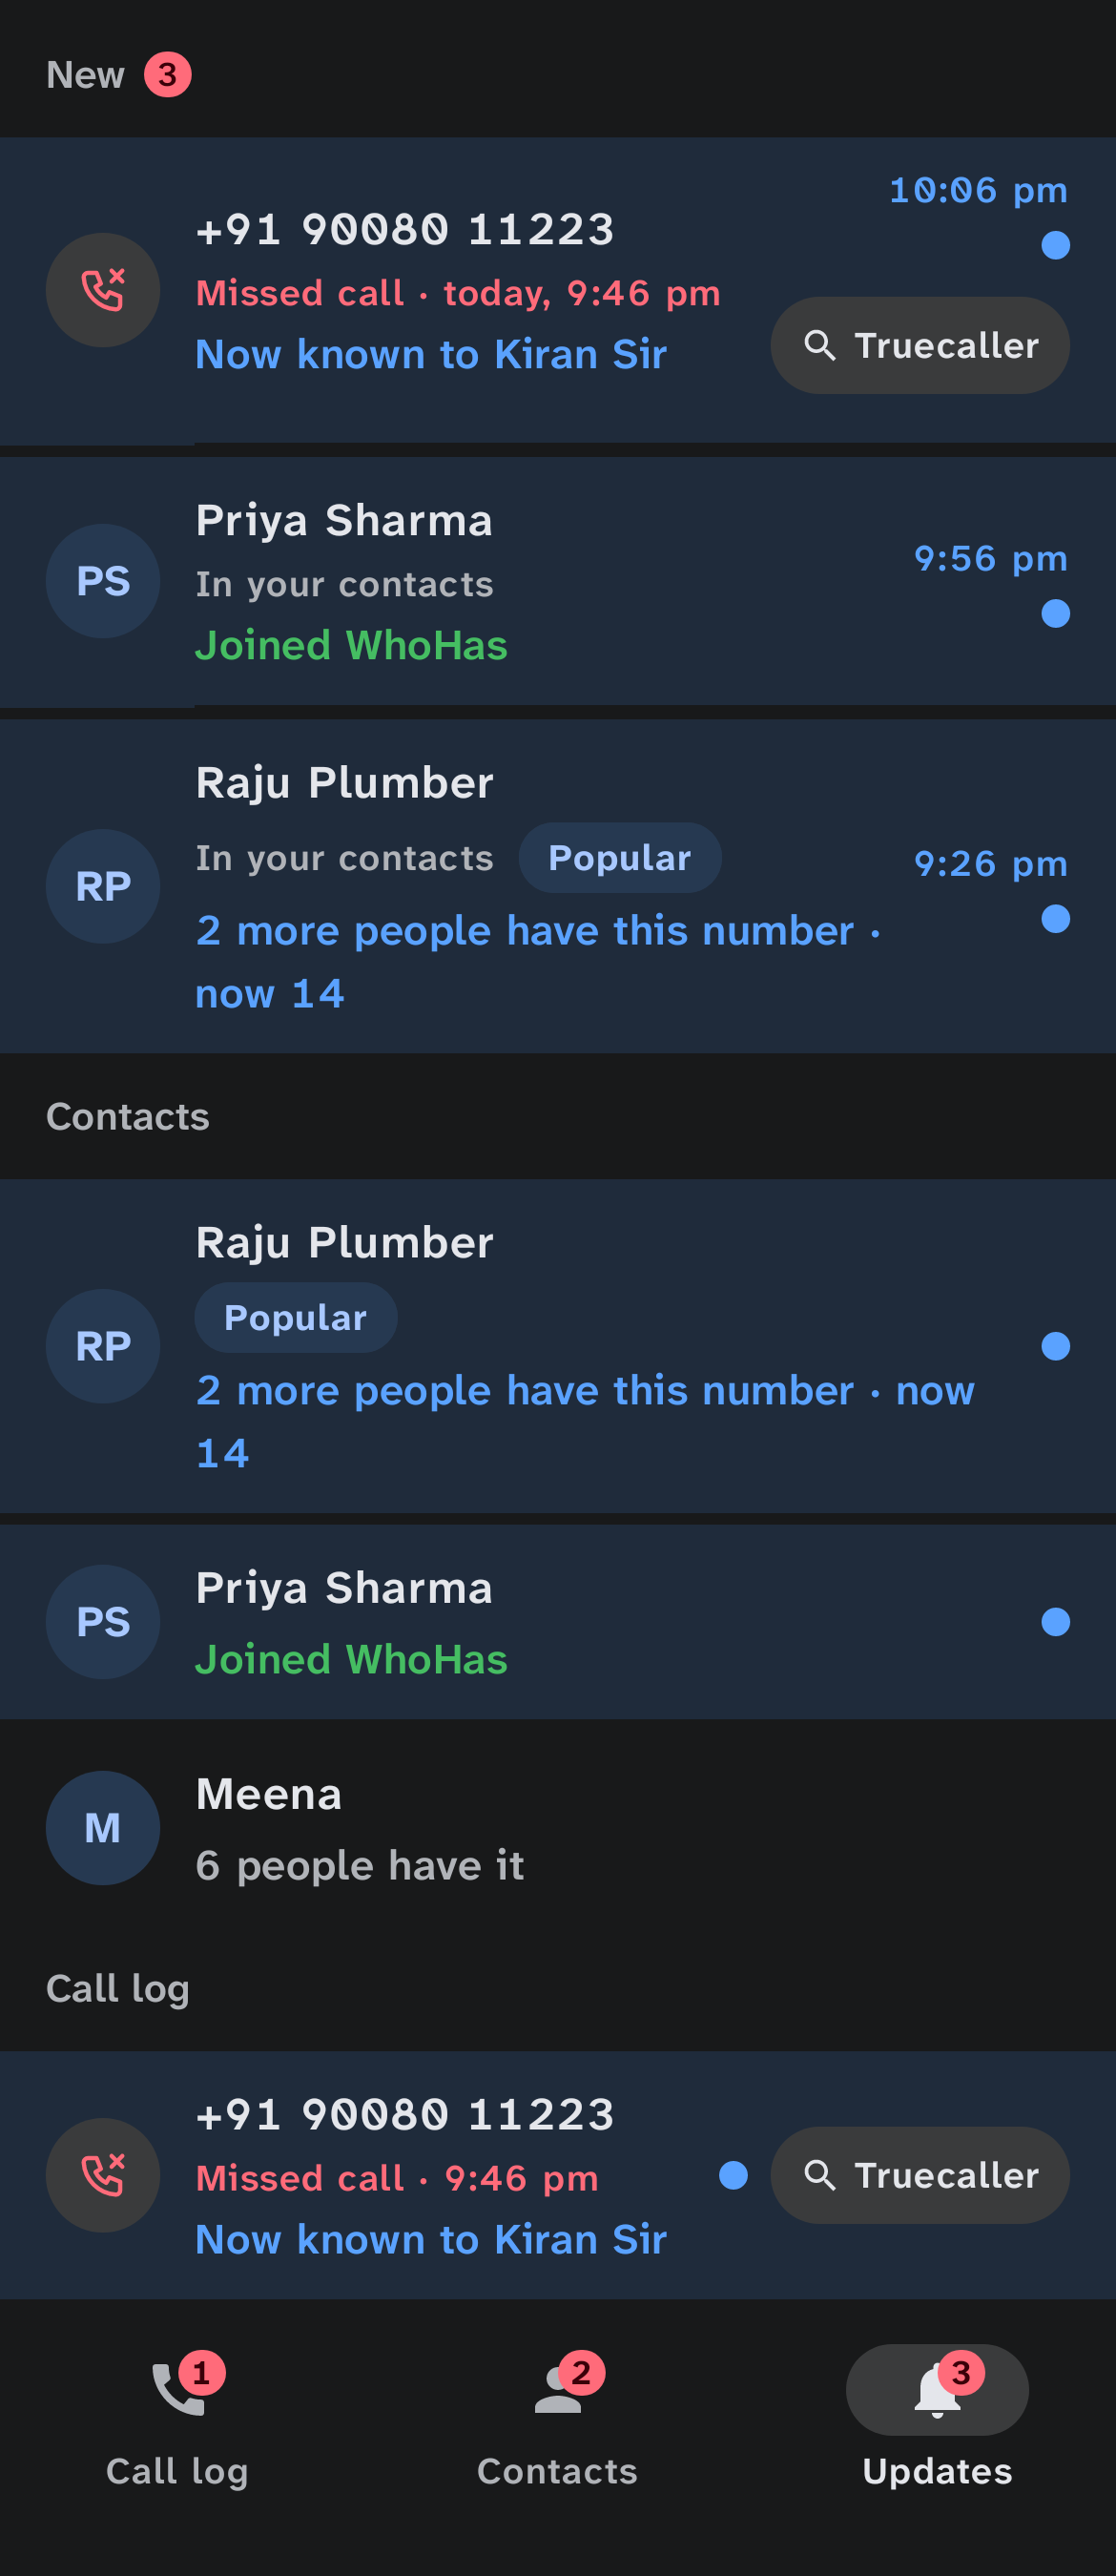 New 3
+91 90080 11223
Missed call · today, 9:46 pm
Now known to Kiran Sir
10:06 pm
Truecaller
PS
Priya Sharma
In your contacts
Joined WhoHas
9:56 pm
RP
Raju Plumber
In your contacts Popular
2 more people have this number ·
now 14
9:26 pm
Contacts
RP
Raju Plumber
Popular
2 more people have this number · now
14
PS
Priya Sharma
Joined WhoHas
M
Meena
6 people have it
Call log
+91 90080 11223
Missed call · 9:46 pm
Now known to Kiran Sir
Truecaller
1
Call log
2
Contacts
3
Updates